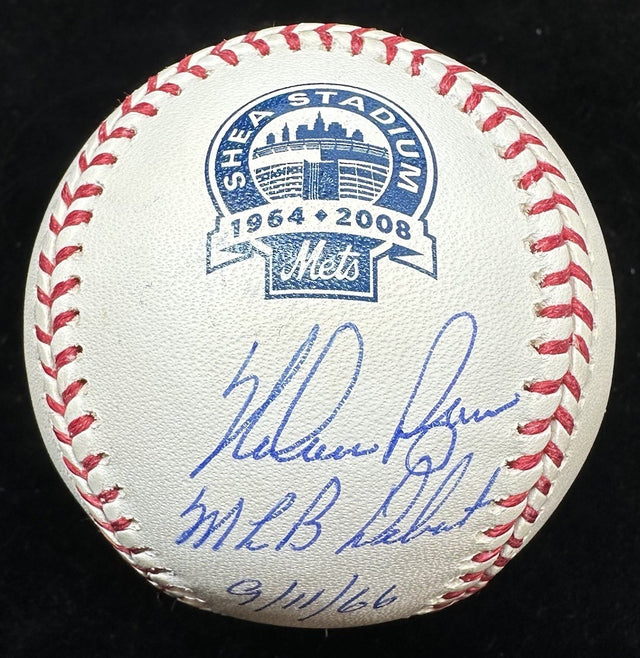 SHEA STADIUM
1964 ◆ 2008
Mets
Nolan Ryan
MLB Debut
9/11/66